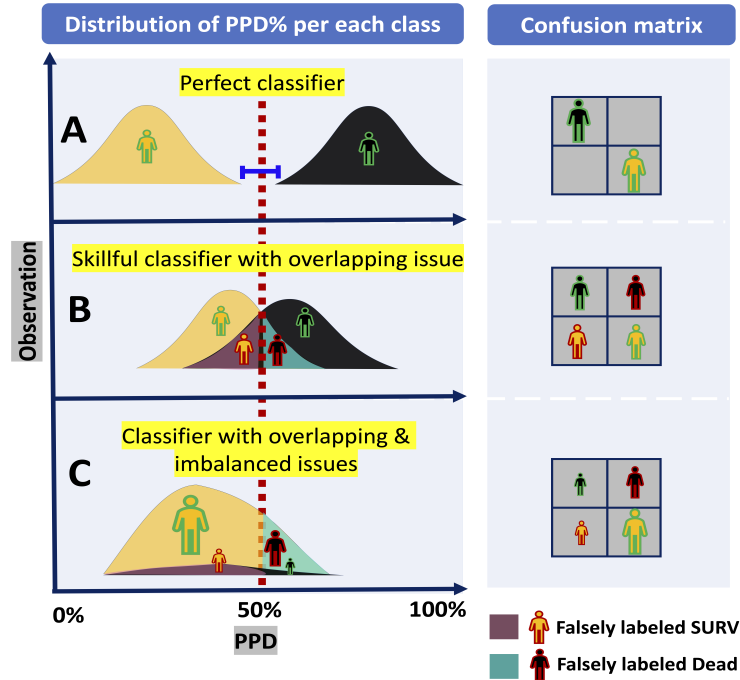 Distribution of PPD% per each class
Confusion matrix
Perfect classifier
A
Skillful classifier with overlapping issue
B
Classifier with overlapping &
imbalanced issues
C
Observation
0%
50%
100%
PPD
Falsely labeled SURV
Falsely labeled Dead